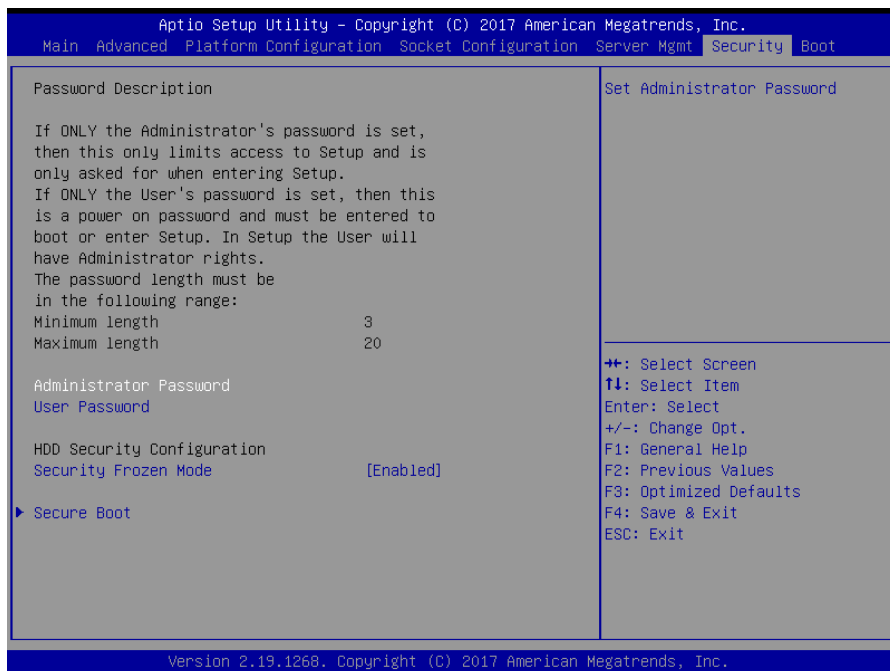 Aptio Setup Utility – Copyright (C) 2017 American Megatrends, Inc.
Main Advanced Platform Configuration Socket Configuration Server Mgmt Security Boot
Password Description
If ONLY the Administrator's password is set,
then this only limits access to Setup and is
only asked for when entering Setup.
If ONLY the User's password is set, then this
is a power on password and must be entered to
boot or enter Setup. In Setup the User will
have Administrator rights.
The password length must be
in the following range:
Minimum length 3
Maximum length 20
Administrator Password
User Password
HDD Security Configuration
Security Frozen Mode [Enabled]
Secure Boot
Set Administrator Password
→←: Select Screen
↑↓: Select Item
Enter: Select
+/-: Change Opt.
F1: General Help
F2: Previous Values
F3: Optimized Defaults
F4: Save & Exit
ESC: Exit
Version 2.19.1268. Copyright (C) 2017 American Megatrends, Inc.